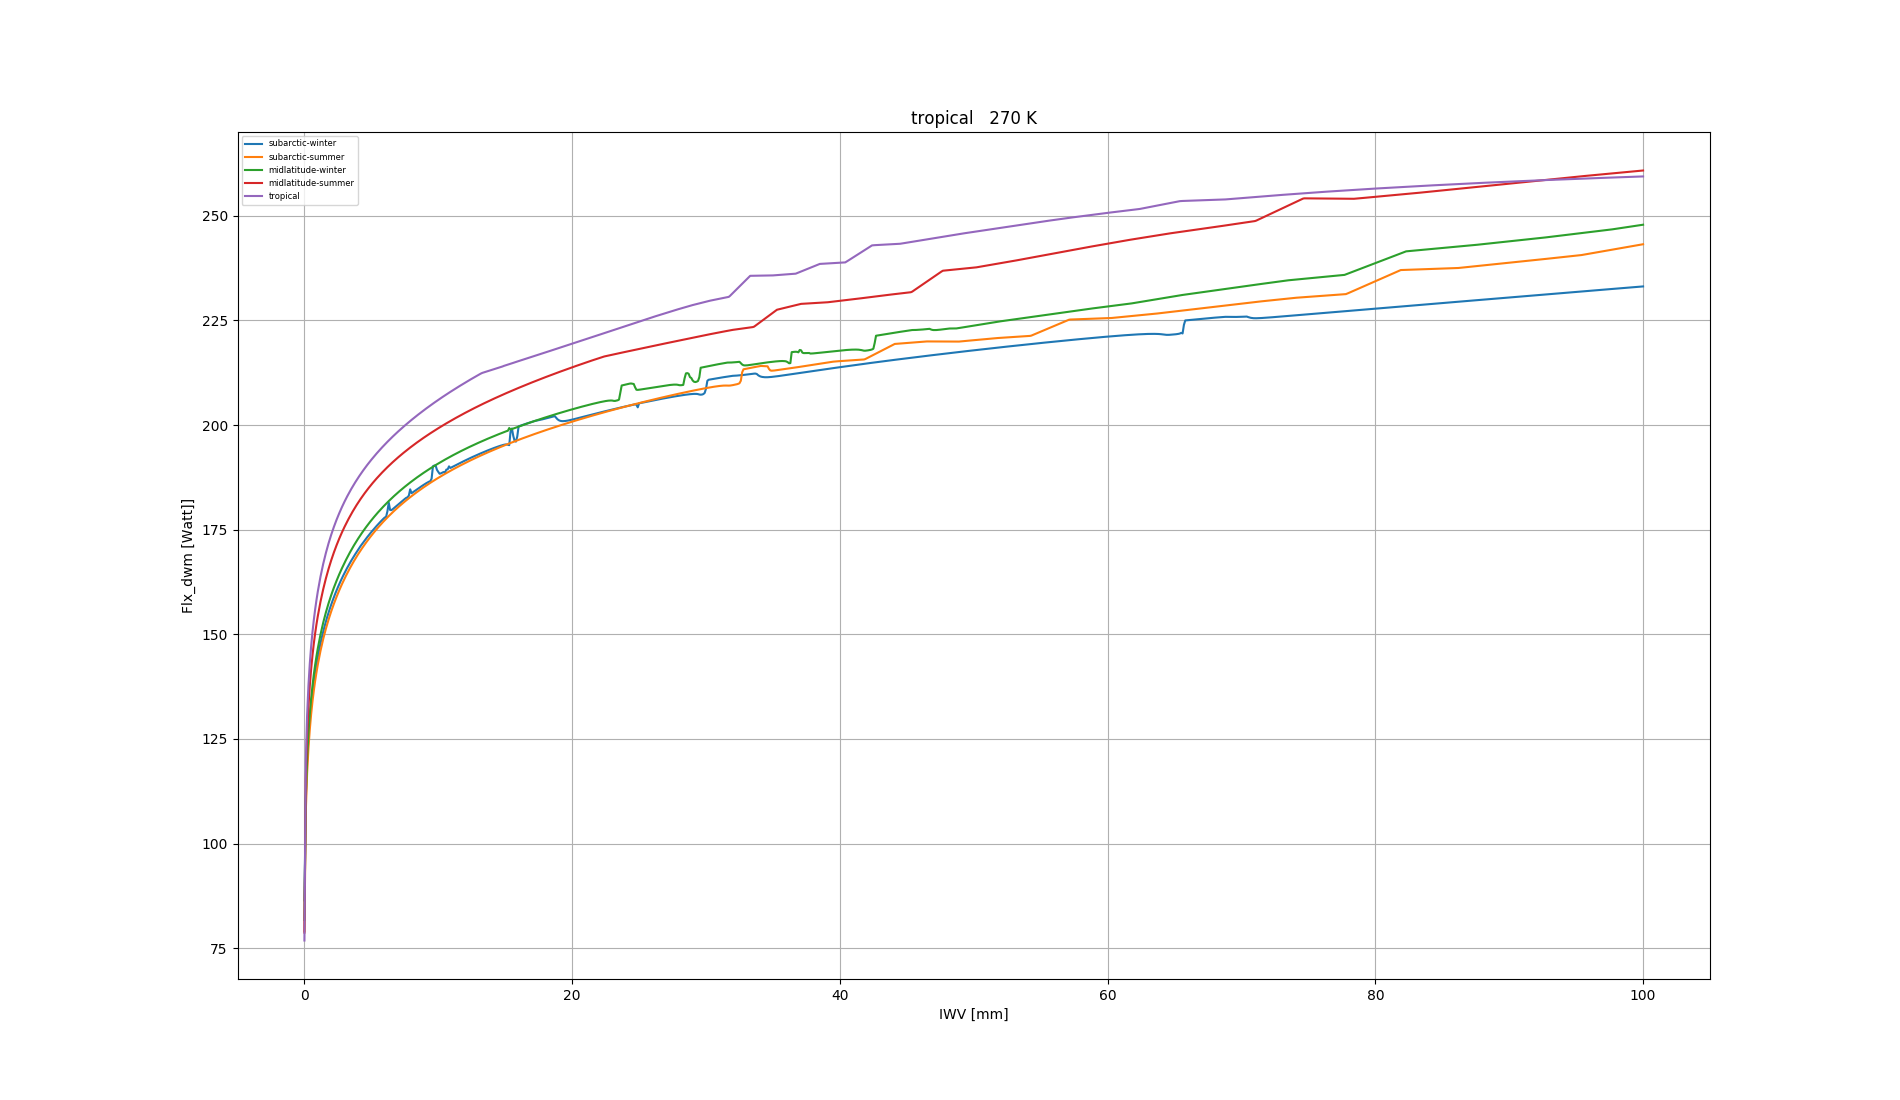 tropical   270 K
subarctic-winter
subarctic-summer
midlatitude-winter
midlatitude-summer
tropical
250
225
200
175
150
125
100
75
Flx_dwm [Watt]]
0 20 40 60 80 100
IWV [mm]